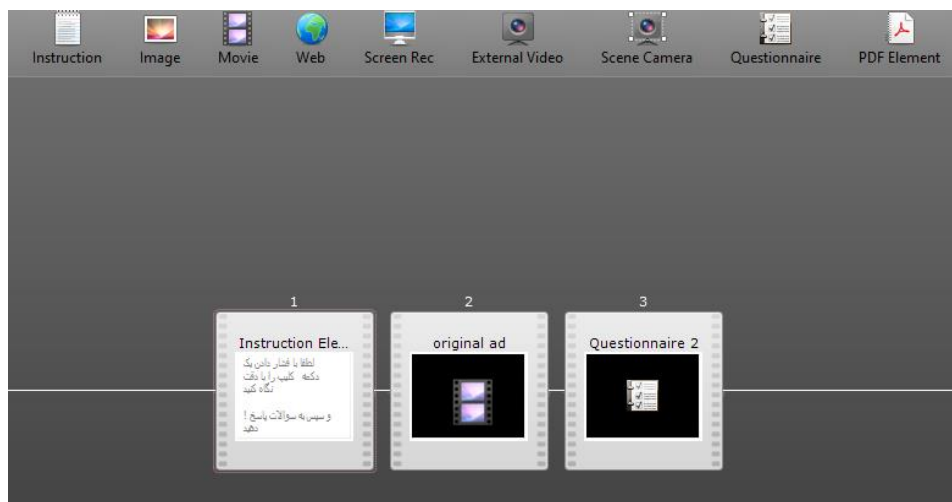 Instruction
Image
Movie
Web
Screen Rec
External Video
Scene Camera
Questionnaire
PDF Element
1
2
3
Instruction Ele...
original ad
Questionnaire 2
لطفا با فشار دادن یک
دکمه کلیپ را با دقت
نگاه کنید
و سپس به سوالات پاسخ !
دهید